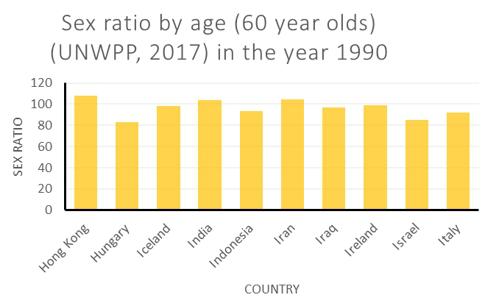 Sex ratio by age (60 year olds)
(UNWPP, 2017) in the year 1990
120
100
80
60
40
20
0
SEX RATIO
Hong Kong
Hungary
Iceland
India
Indonesia
Iran
Iraq
Ireland
Israel
Italy
COUNTRY